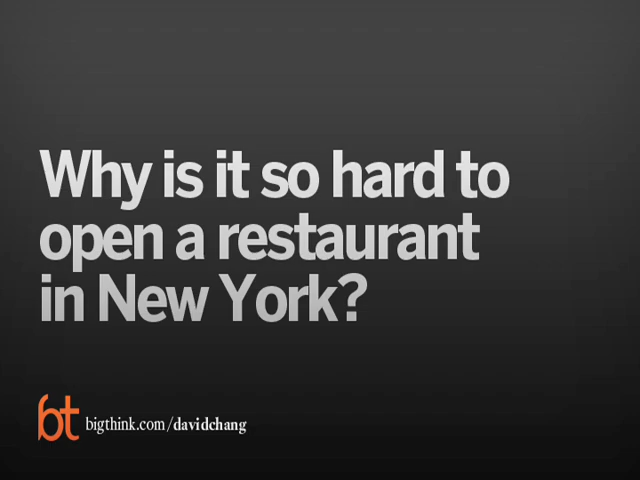 Why is it so hard to
open a restaurant
in New York?
bt bigthink.com/davidchang